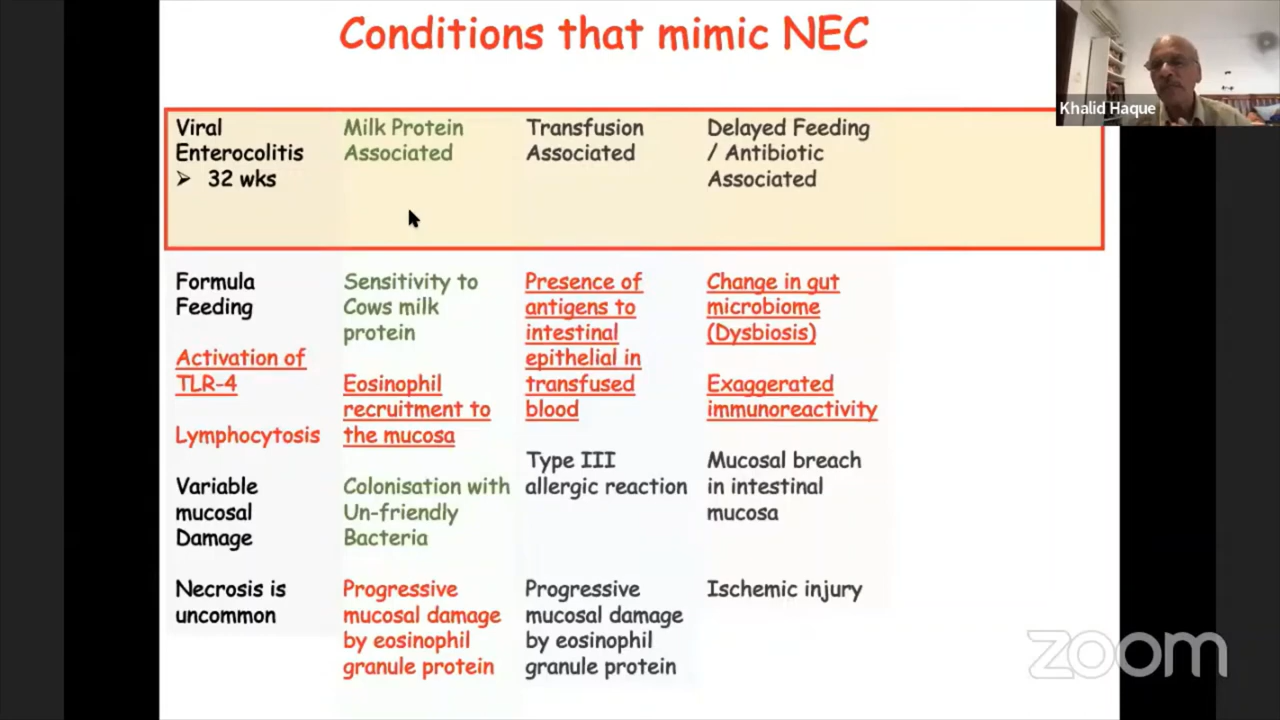 Conditions that mimic NEC
Khalid Haque
Viral
Enterocolitis
➢ 32 wks
Milk Protein
Associated
Transfusion
Associated
Delayed Feeding
/ Antibiotic
Associated
Formula
Feeding
Activation of
TLR-4
Lymphocytosis
Variable
mucosal
Damage
Necrosis is
uncommon
Sensitivity to
Cows milk
protein
Eosinophil
recruitment to
the mucosa
Colonisation with
Un-friendly
Bacteria
Progressive
mucosal damage
by eosinophil
granule protein
Presence of
antigens to
intestinal
epithelial in
transfused
blood
Type III
allergic reaction
Progressive
mucosal damage
by eosinophil
granule protein
Change in gut
microbiome
(Dysbiosis)
Exaggerated
immunoreactivity
Mucosal breach
in intestinal
mucosa
Ischemic injury
zoom